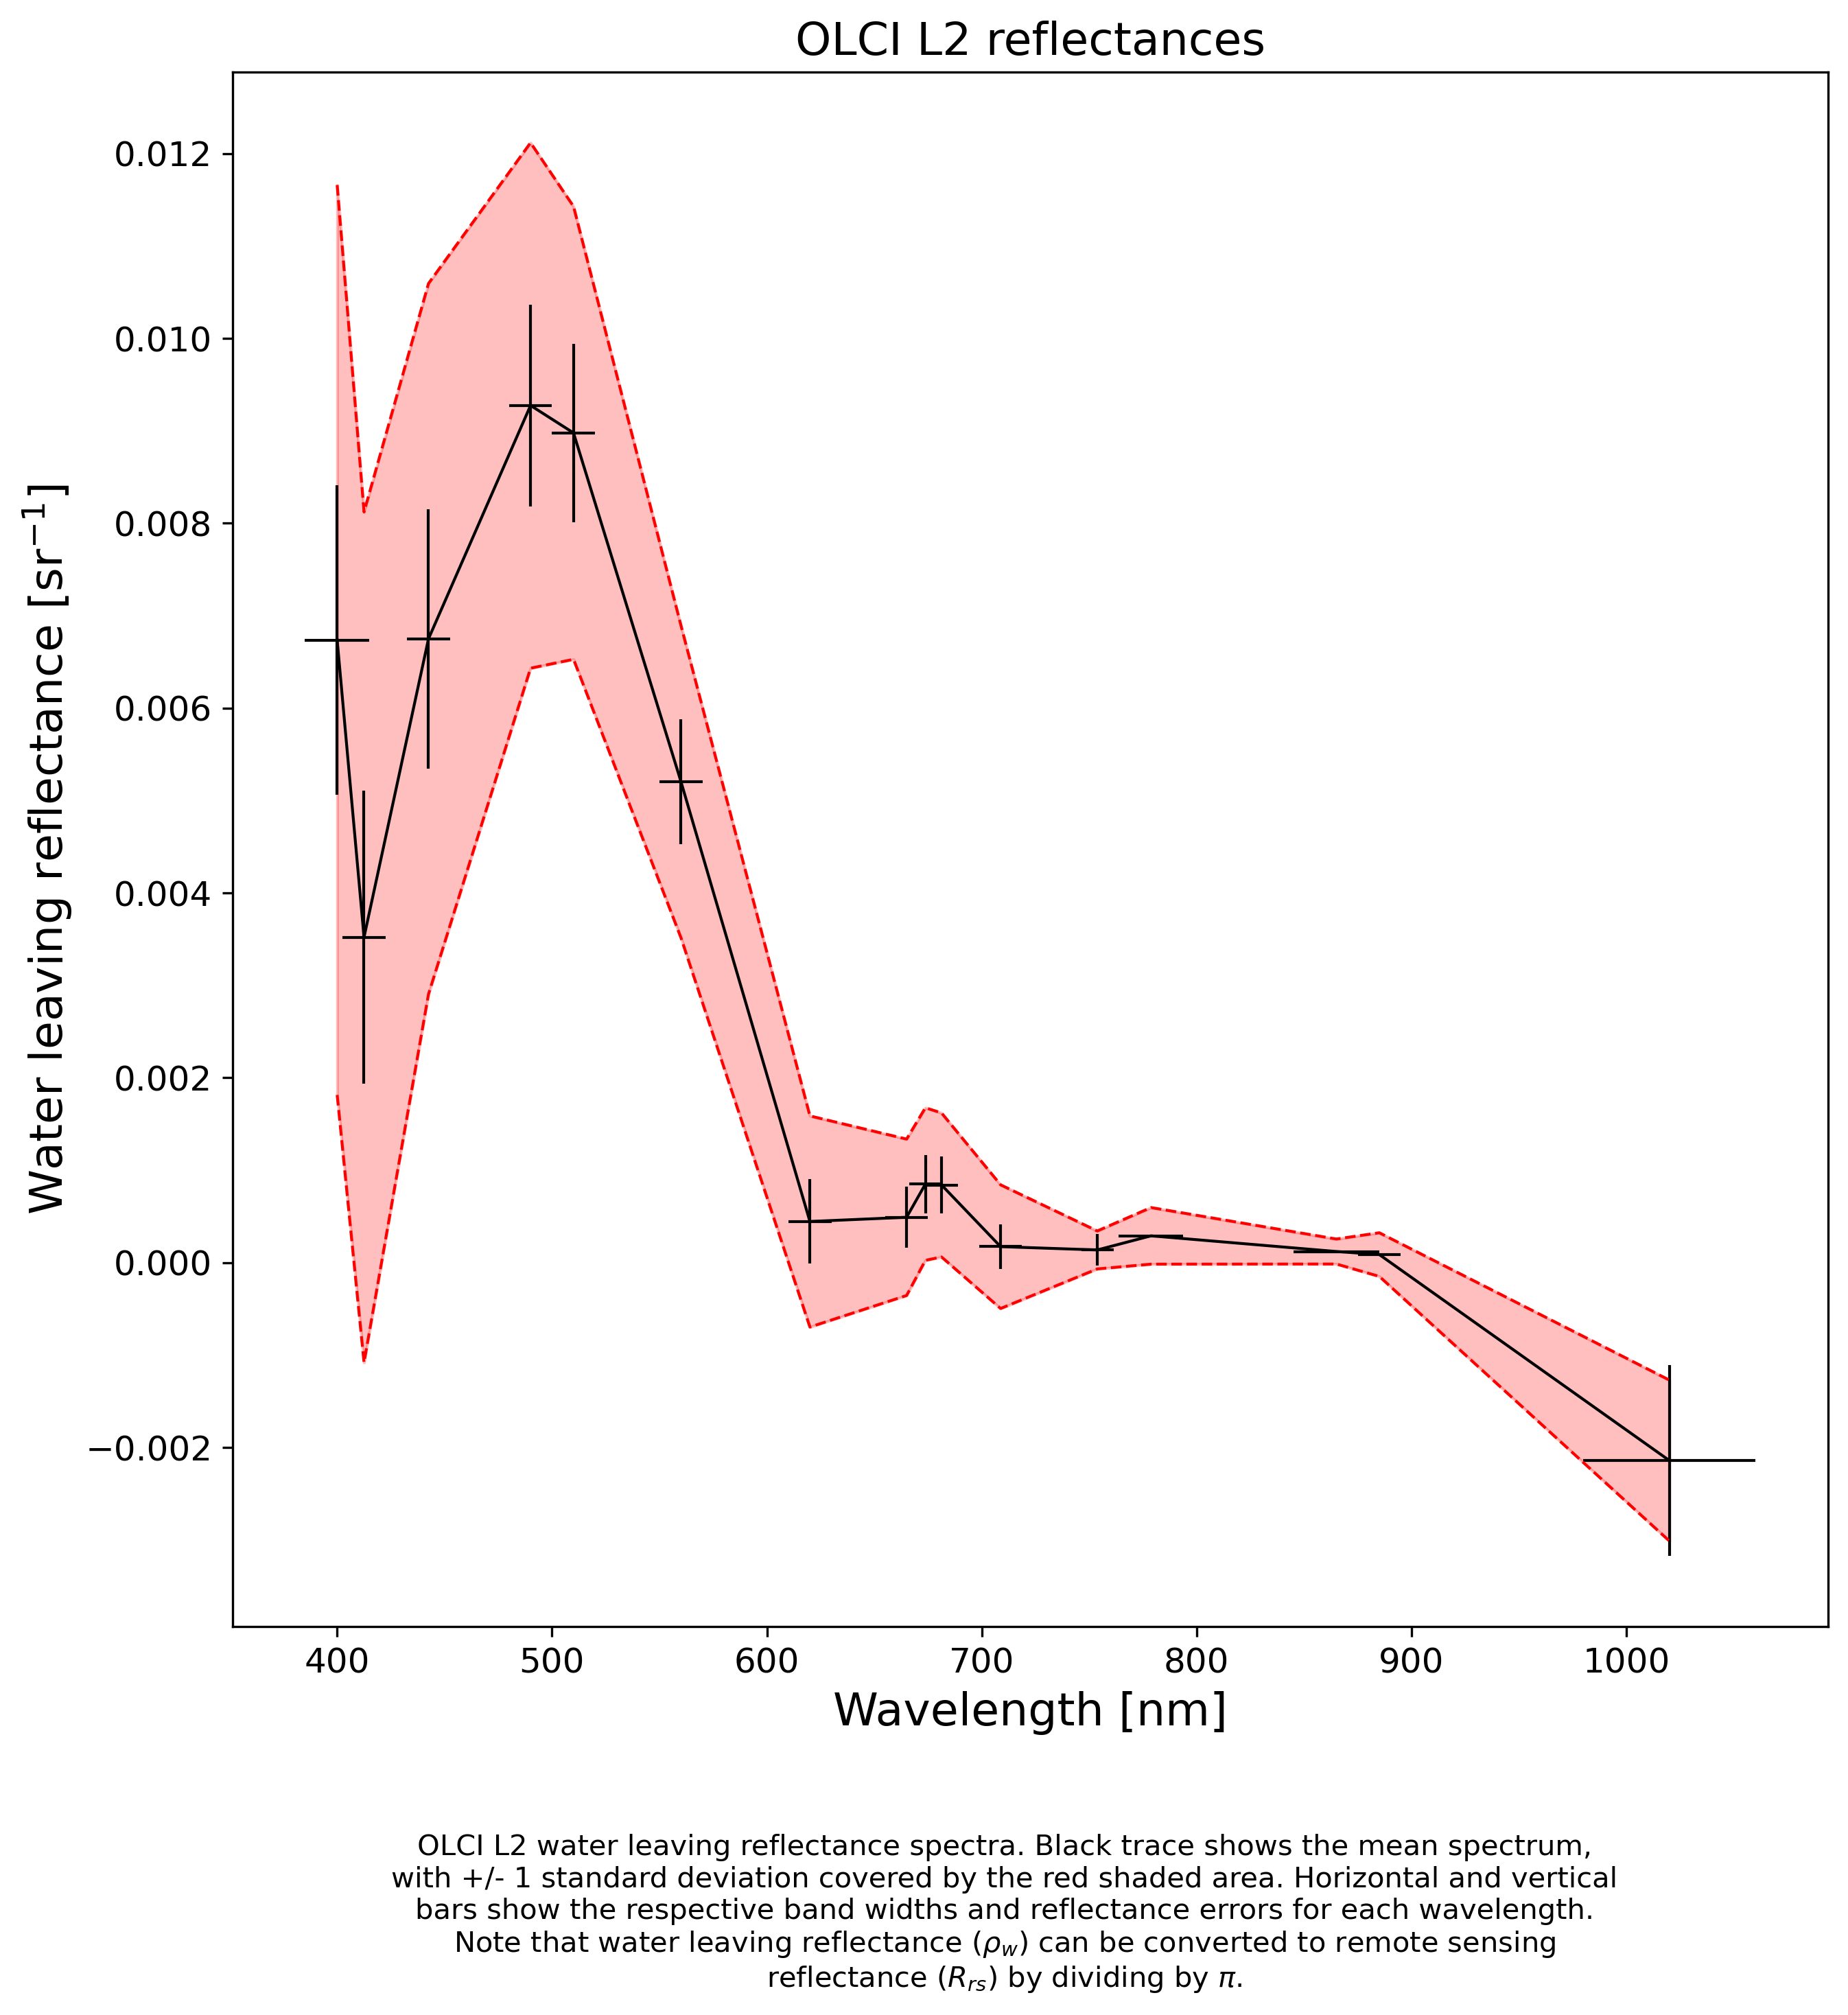 OLCI L2 reflectances
Water leaving reflectance [sr⁻¹]
0.012
0.010
0.008
0.006
0.004
0.002
0.000
−0.002
400 500 600 700 800 900 1000
Wavelength [nm]
OLCI L2 water leaving reflectance spectra. Black trace shows the mean spectrum,
with +/- 1 standard deviation covered by the red shaded area. Horizontal and vertical
bars show the respective band widths and reflectance errors for each wavelength.
Note that water leaving reflectance (ρw) can be converted to remote sensing
reflectance (Rrs) by dividing by π.